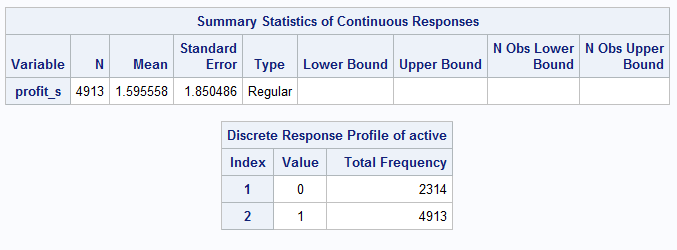 Summary Statistics of Continuous Responses
Variable N Mean Standard Error Type Lower Bound Upper Bound N Obs Lower Bound N Obs Upper Bound
profit_s 4913 1.595558 1.850486 Regular
Discrete Response Profile of active
Index Value Total Frequency
1 0 2314
2 1 4913